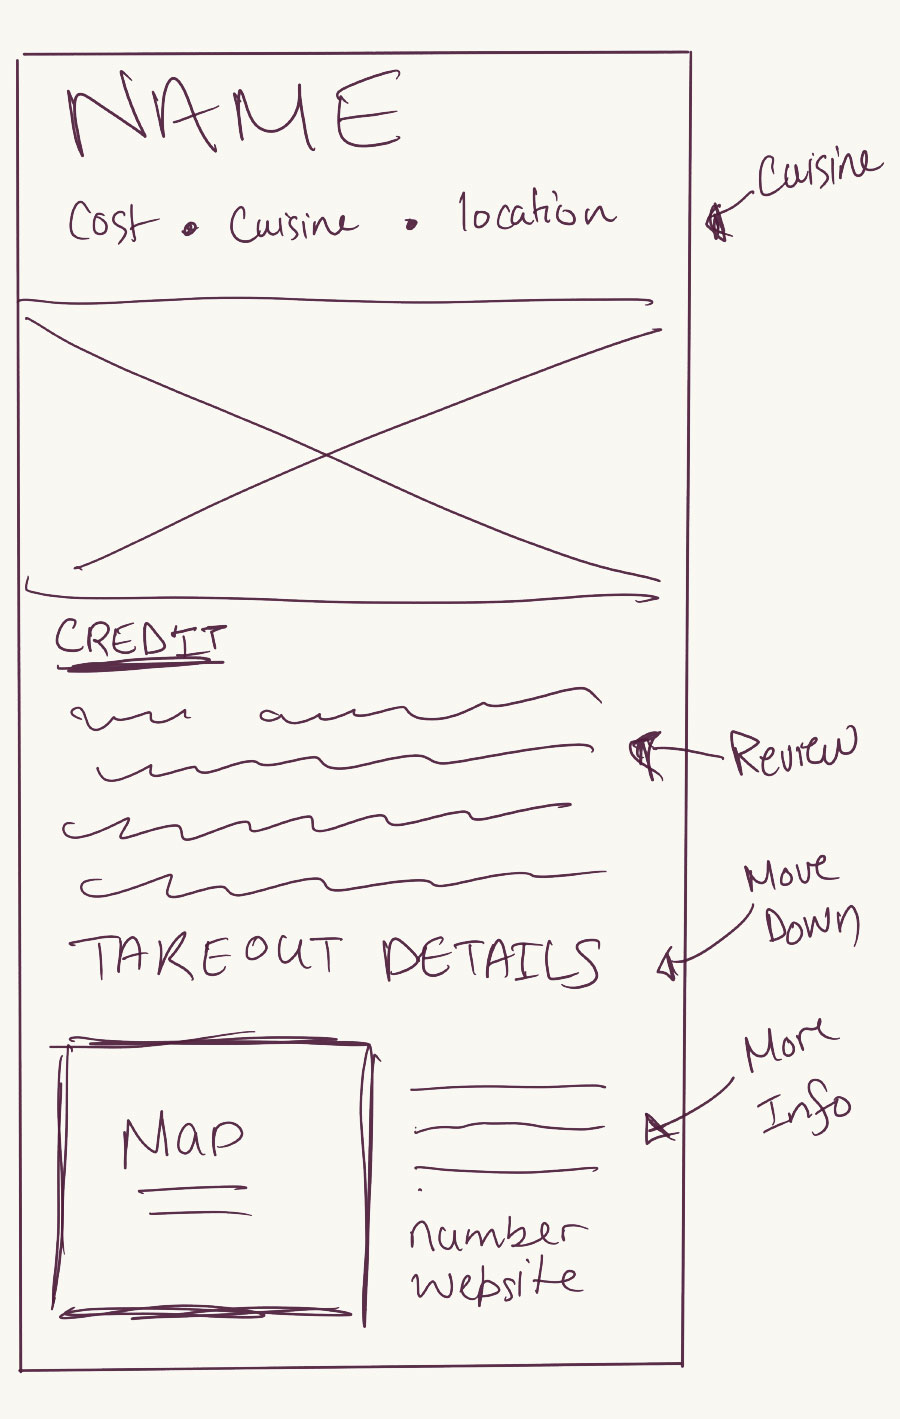 NAME
Cost • Cuisine • location
Cuisine
CREDIT
Review
Move
Down
TAKEOUT DETAILS
More
Info
Map
number
website